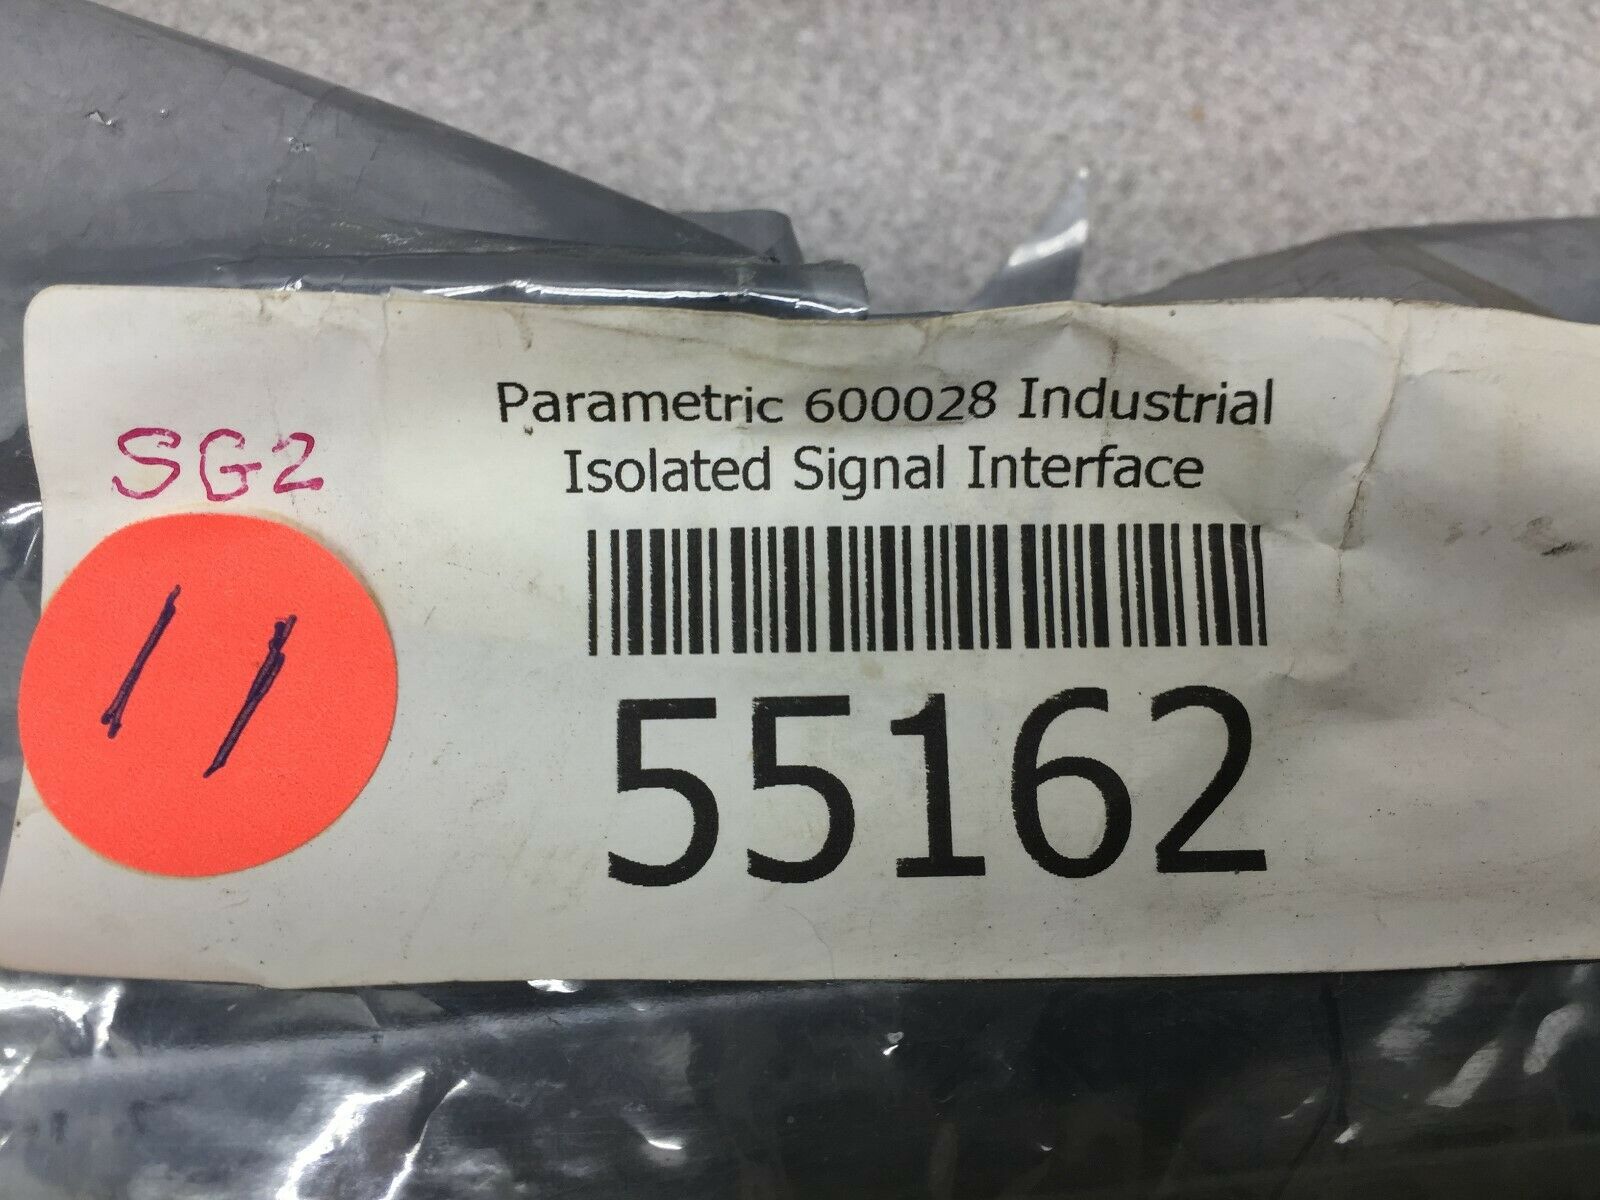 Parametric 600028 Industrial
Isolated Signal Interface
SG2
11
55162